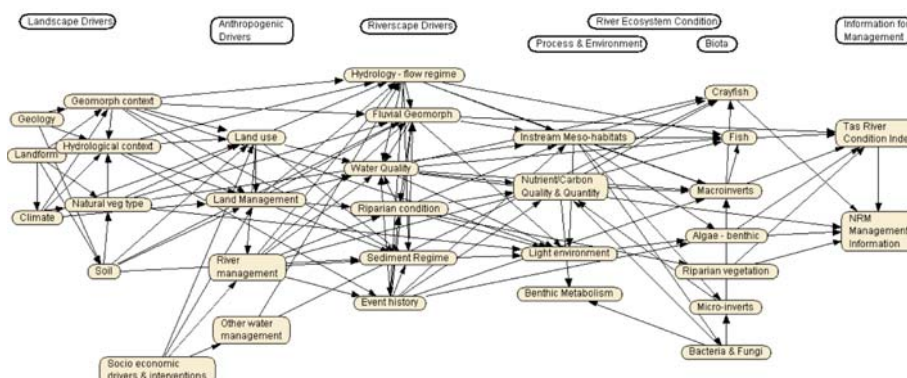 Landscape Drivers
Anthropogenic
Drivers
Riverscape Drivers
River Ecosystem Condition
Process & Environment
Biota
Information for
Management
Geomorph context
Geology
Hydrological context
Landform
Climate
Natural veg type
Soil
Land use
Land Management
River
management
Other water
management
Socio economic
drivers & interventions
Hydrology - flow regime
Fluvial Geomorph
Water Quality
Riparian condition
Sediment Regime
Event history
Instream Meso-habitats
Nutrient/Carbon
Quality & Quantity
Light environment
Benthic Metabolism
Crayfish
Fish
Macroinverts
Algae - benthic
Riparian vegetation
Micro-inverts
Bacteria & Fungi
Tas River
Condition Index
NRM
Management
Information